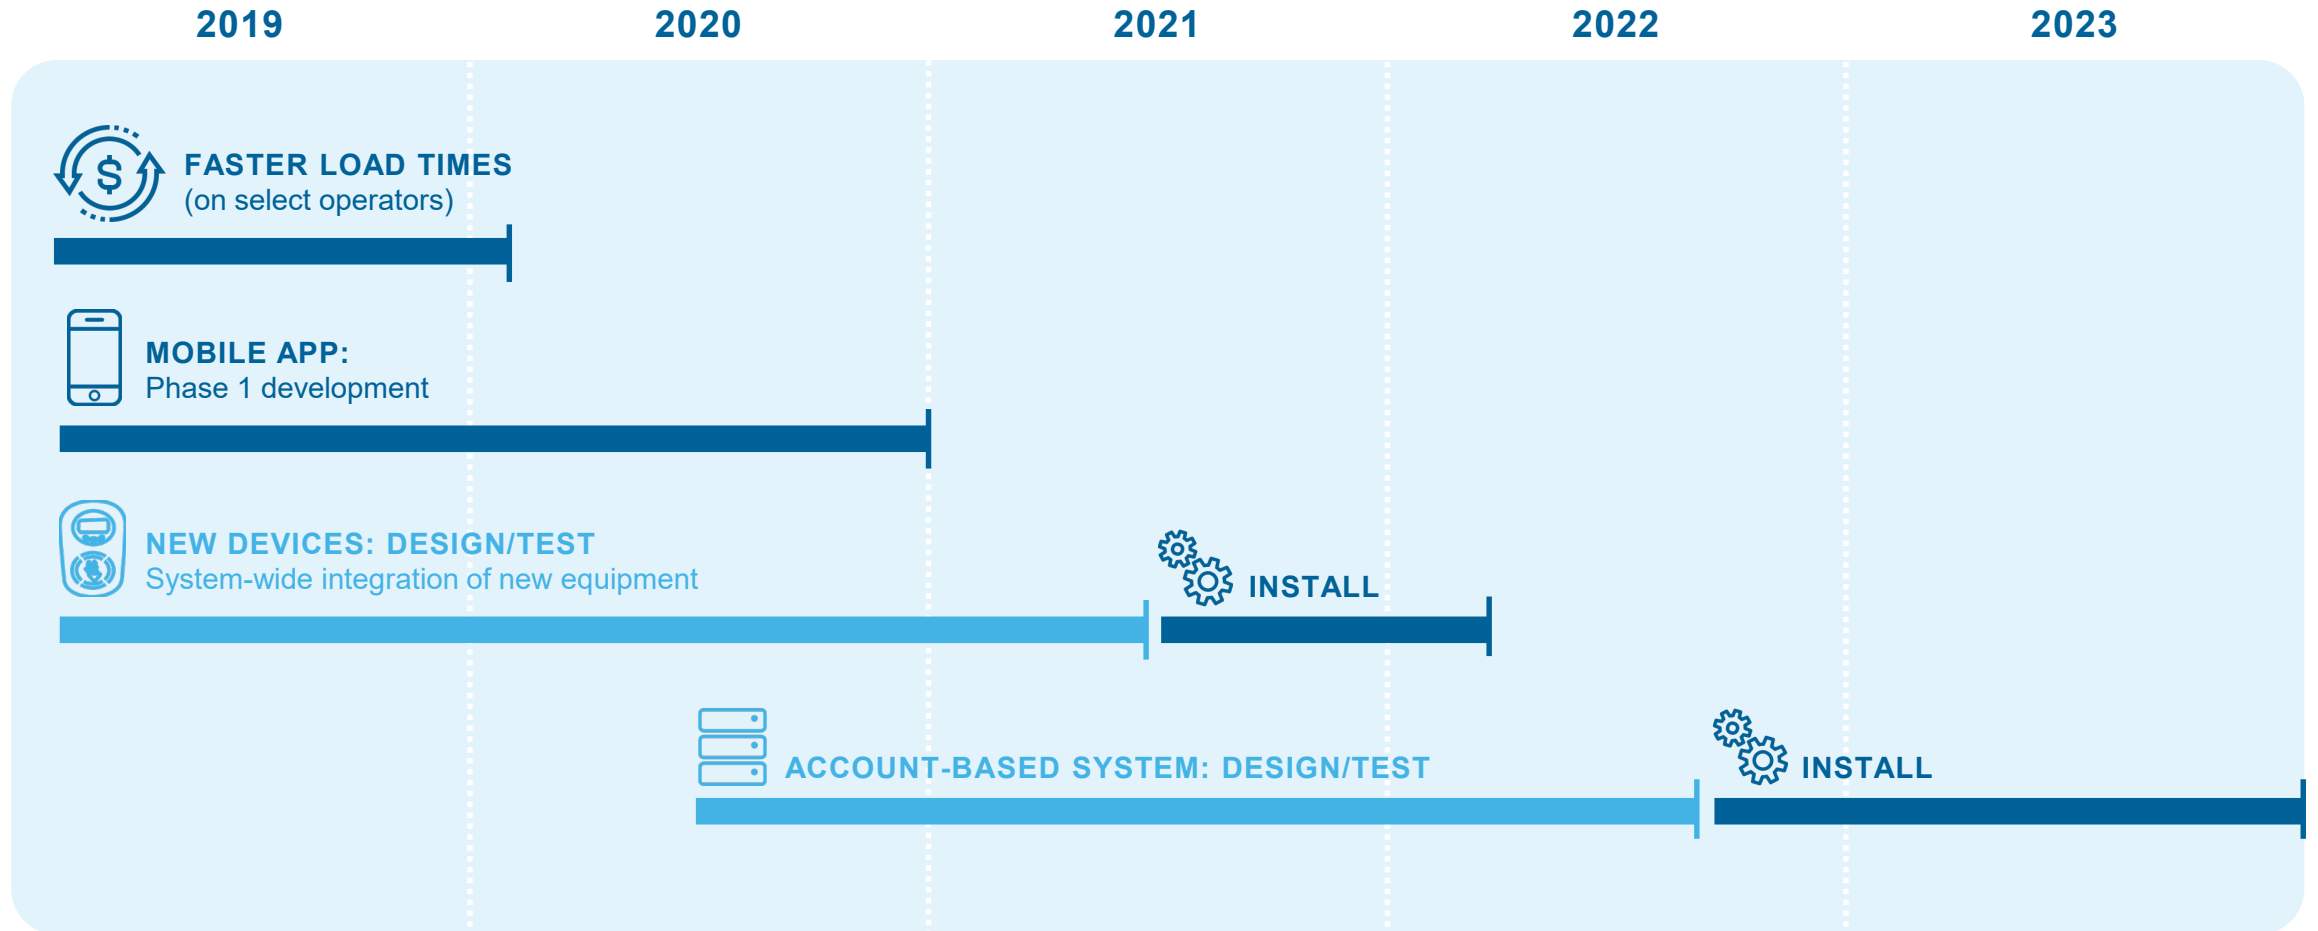 2019 2020 2021 2022 2023
FASTER LOAD TIMES
(on select operators)
MOBILE APP:
Phase 1 development
NEW DEVICES: DESIGN/TEST
System-wide integration of new equipment
INSTALL
ACCOUNT-BASED SYSTEM: DESIGN/TEST
INSTALL